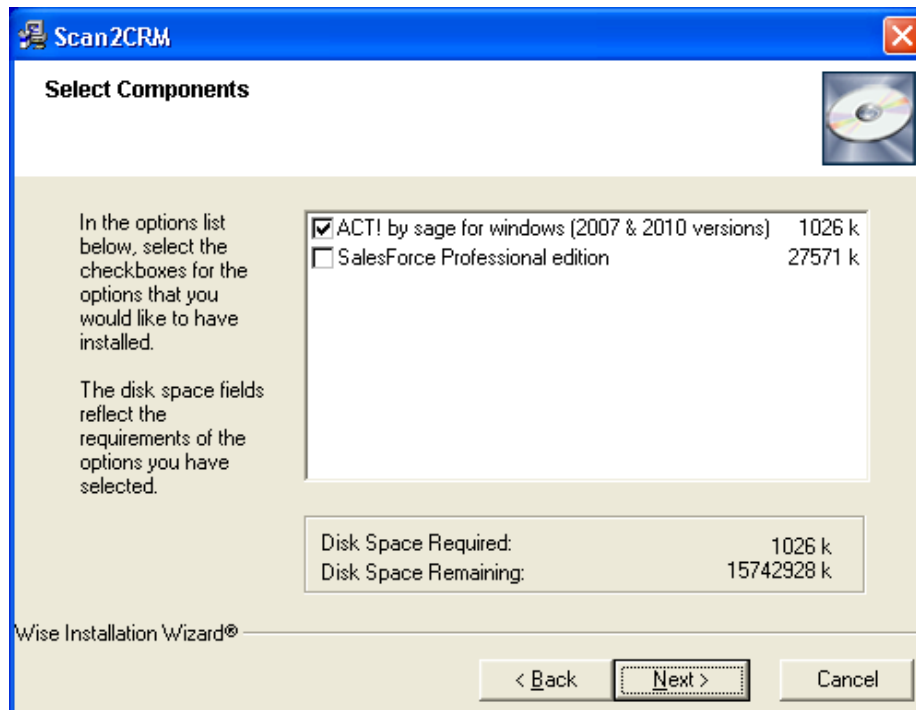 Scan2CRM
Select Components
In the options list
below, select the
checkboxes for the
options that you
would like to have
installed.
The disk space fields
reflect the
requirements of the
options you have
selected.
ACT! by sage for windows (2007 & 2010 versions) 1026 k
SalesForce Professional edition 27571 k
Disk Space Required: 1026 k
Disk Space Remaining: 15742928 k
Wise Installation Wizard®
< Back Next > Cancel